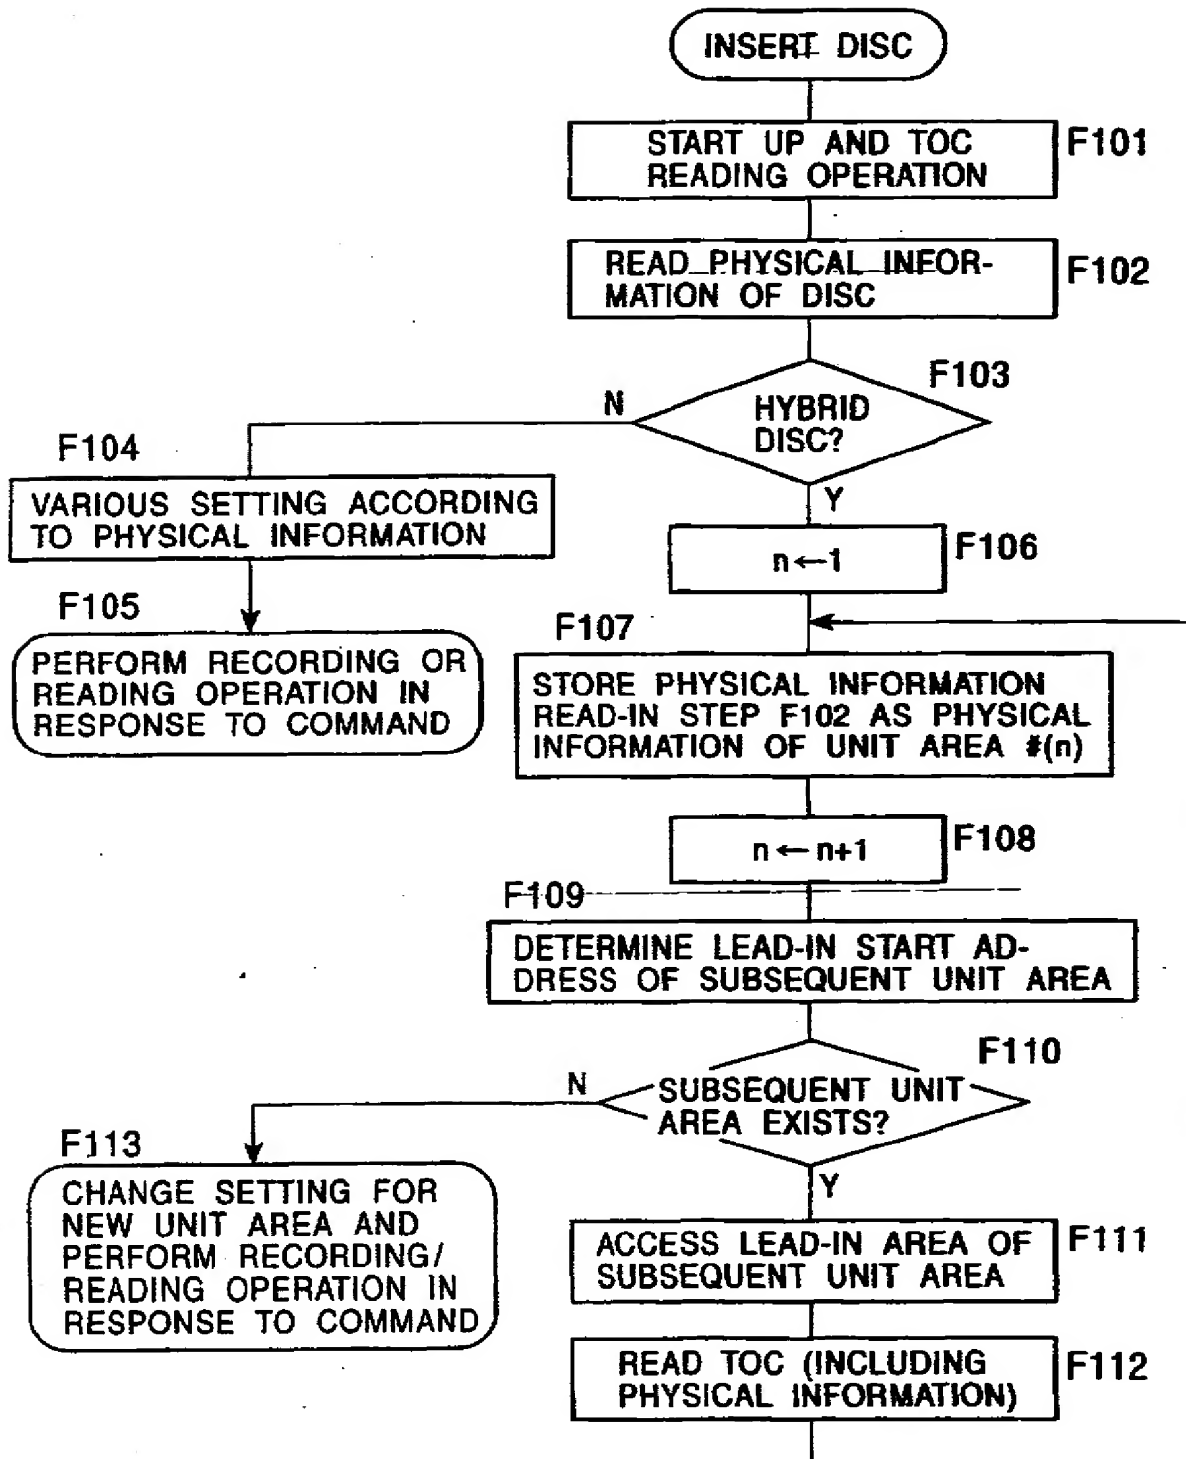 INSERT DISC
START UP AND TOC
READING OPERATION
F101
READ PHYSICAL INFOR-
MATION OF DISC
F102
F103
HYBRID
DISC?
N
Y
F104
VARIOUS SETTING ACCORDING
TO PHYSICAL INFORMATION
F105
PERFORM RECORDING OR
READING OPERATION IN
RESPONSE TO COMMAND
n←1
F106
F107
STORE PHYSICAL INFORMATION
READ-IN STEP F102 AS PHYSICAL
INFORMATION OF UNIT AREA #(n)
n←n+1
F108
F109
DETERMINE LEAD-IN START AD-
DRESS OF SUBSEQUENT UNIT AREA
F110
SUBSEQUENT UNIT
AREA EXISTS?
N
Y
F113
CHANGE SETTING FOR
NEW UNIT AREA AND
PERFORM RECORDING/
READING OPERATION IN
RESPONSE TO COMMAND
ACCESS LEAD-IN AREA OF
SUBSEQUENT UNIT AREA
F111
READ TOC (INCLUDING
PHYSICAL INFORMATION)
F112